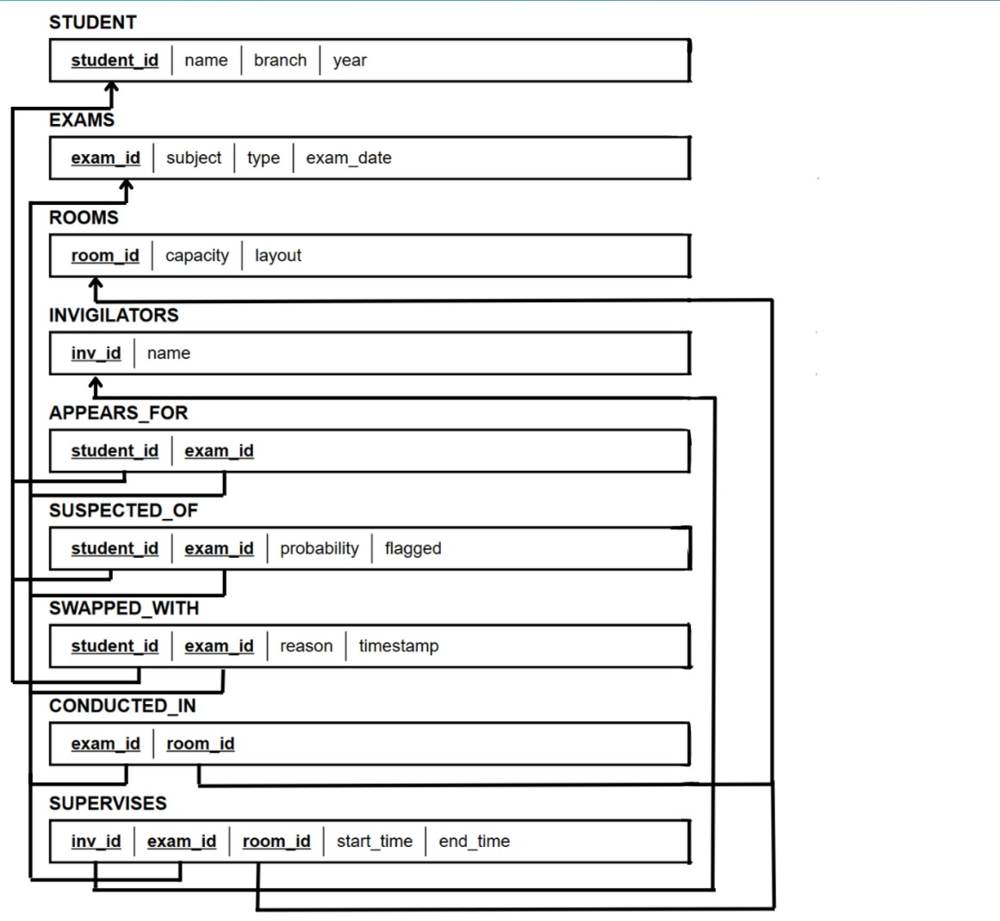 STUDENT
student_id name branch year
EXAMS
exam_id subject type exam_date
ROOMS
room_id capacity layout
INVIGILATORS
inv_id name
APPEARS_FOR
student_id exam_id
SUSPECTED_OF
student_id exam_id probability flagged
SWAPPED_WITH
student_id exam_id reason timestamp
CONDUCTED_IN
exam_id room_id
SUPERVISES
inv_id exam_id room_id start_time end_time